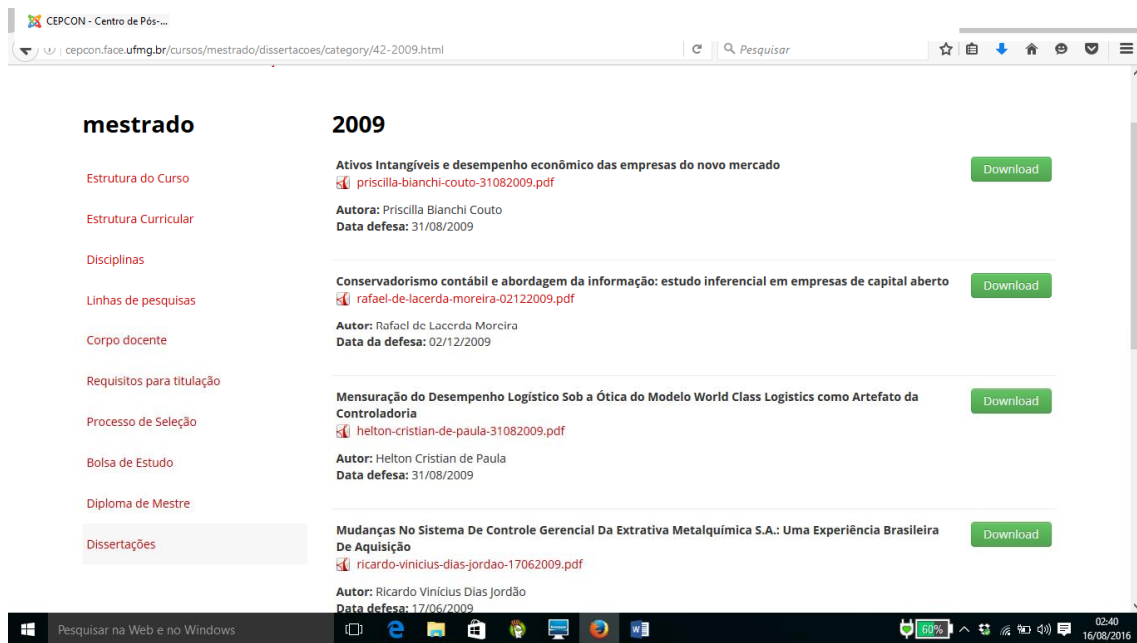 CEPCON - Centro de Pós-...
cepcon.face.ufmg.br/cursos/mestrado/dissertacoes/category/42-2009.html
Pesquisar
mestrado
Estrutura do Curso
Estrutura Curricular
Disciplinas
Linhas de pesquisas
Corpo docente
Requisitos para titulação
Processo de Seleção
Bolsa de Estudo
Diploma de Mestre
Dissertações
2009
Ativos Intangíveis e desempenho econômico das empresas do novo mercado
Download
priscilla-bianchi-couto-31082009.pdf
Autora: Priscilla Bianchi Couto
Data defesa: 31/08/2009
Conservadorismo contábil e abordagem da informação: estudo inferencial em empresas de capital aberto
Download
rafael-de-lacerda-moreira-02122009.pdf
Autor: Rafael de Lacerda Moreira
Data da defesa: 02/12/2009
Mensuração do Desempenho Logístico Sob a Ótica do Modelo World Class Logistics como Artefato da
Controladoria
Download
helton-cristian-de-paula-31082009.pdf
Autor: Helton Cristian de Paula
Data defesa: 31/08/2009
Mudanças No Sistema De Controle Gerencial Da Extrativa Metalquímica S.A.: Uma Experiência Brasileira
De Aquisição
Download
ricardo-vinicius-dias-jordao-17062009.pdf
Autor: Ricardo Vinícius Dias Jordão
Data defesa: 17/06/2009
Pesquisar na Web e no Windows
60%
02:40
16/08/2016